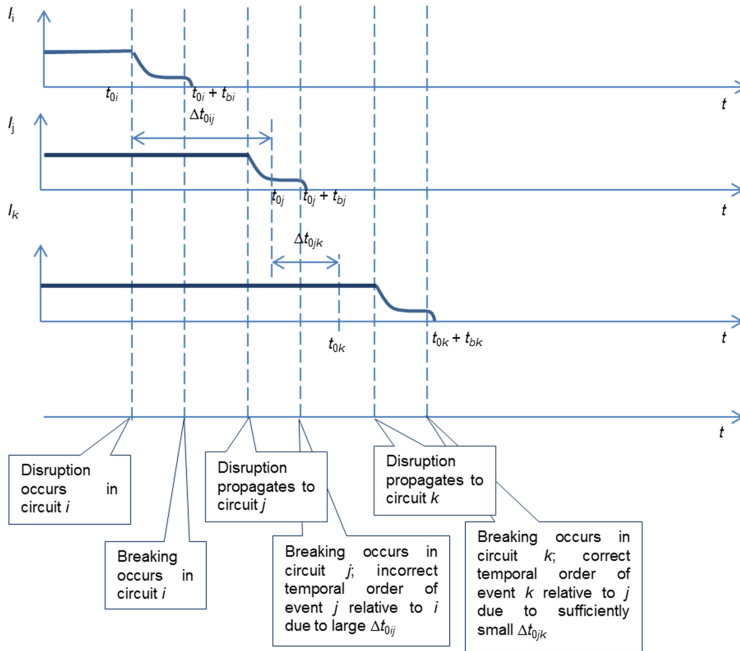 Ii
t0i
t0i + tbi
t
Δt0ij
Ij
t0j
t0j + tbj
t
Ik
Δt0jk
t0k
t0k + tbk
t
t
Disruption
occurs in
circuit i
Breaking
occurs in
circuit i
Disruption
propagates to
circuit j
Breaking occurs in
circuit j; incorrect
temporal order of
event j relative to i
due to large Δt0ij
Disruption
propagates to
circuit k
Breaking occurs in
circuit k; correct
temporal order of
event k relative to j
due to sufficiently
small Δt0jk